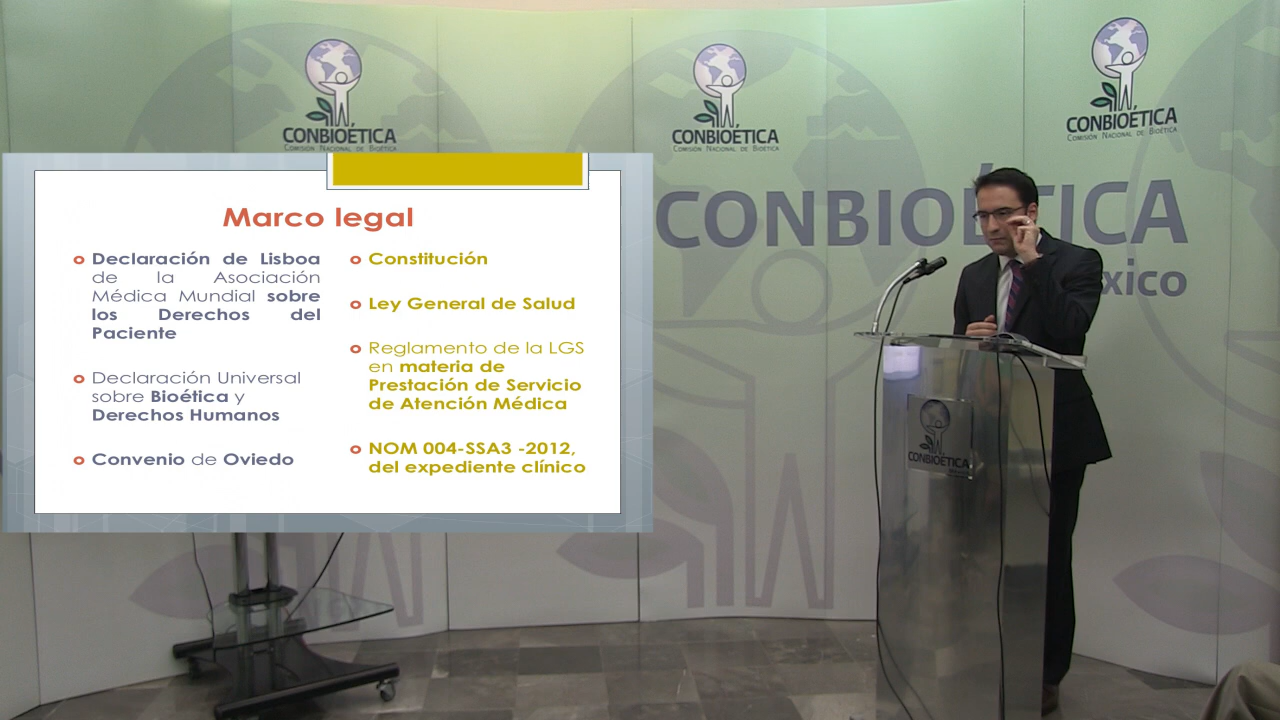 CONBIOÉTICA
COMISIÓN NACIONAL DE BIOÉTICA
CONBIOÉTICA
COMISIÓN NACIONAL DE BIOÉTICA
CONBIOÉTICA
COMISIÓN NACIONAL DE BIOÉTICA
CONBIOÉTICA
xico
Marco legal
Declaración de Lisboa
de la Asociación
Médica Mundial sobre
los Derechos del
Paciente
Declaración Universal
sobre Bioética y
Derechos Humanos
Convenio de Oviedo
Constitución
Ley General de Salud
Reglamento de la LGS
en materia de
Prestación de Servicio
de Atención Médica
NOM 004-SSA3 -2012,
del expediente clínico
CONBIOÉTICA